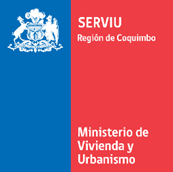 SERVIU
Región de Coquimbo
Ministerio de
Vivienda y
Urbanismo